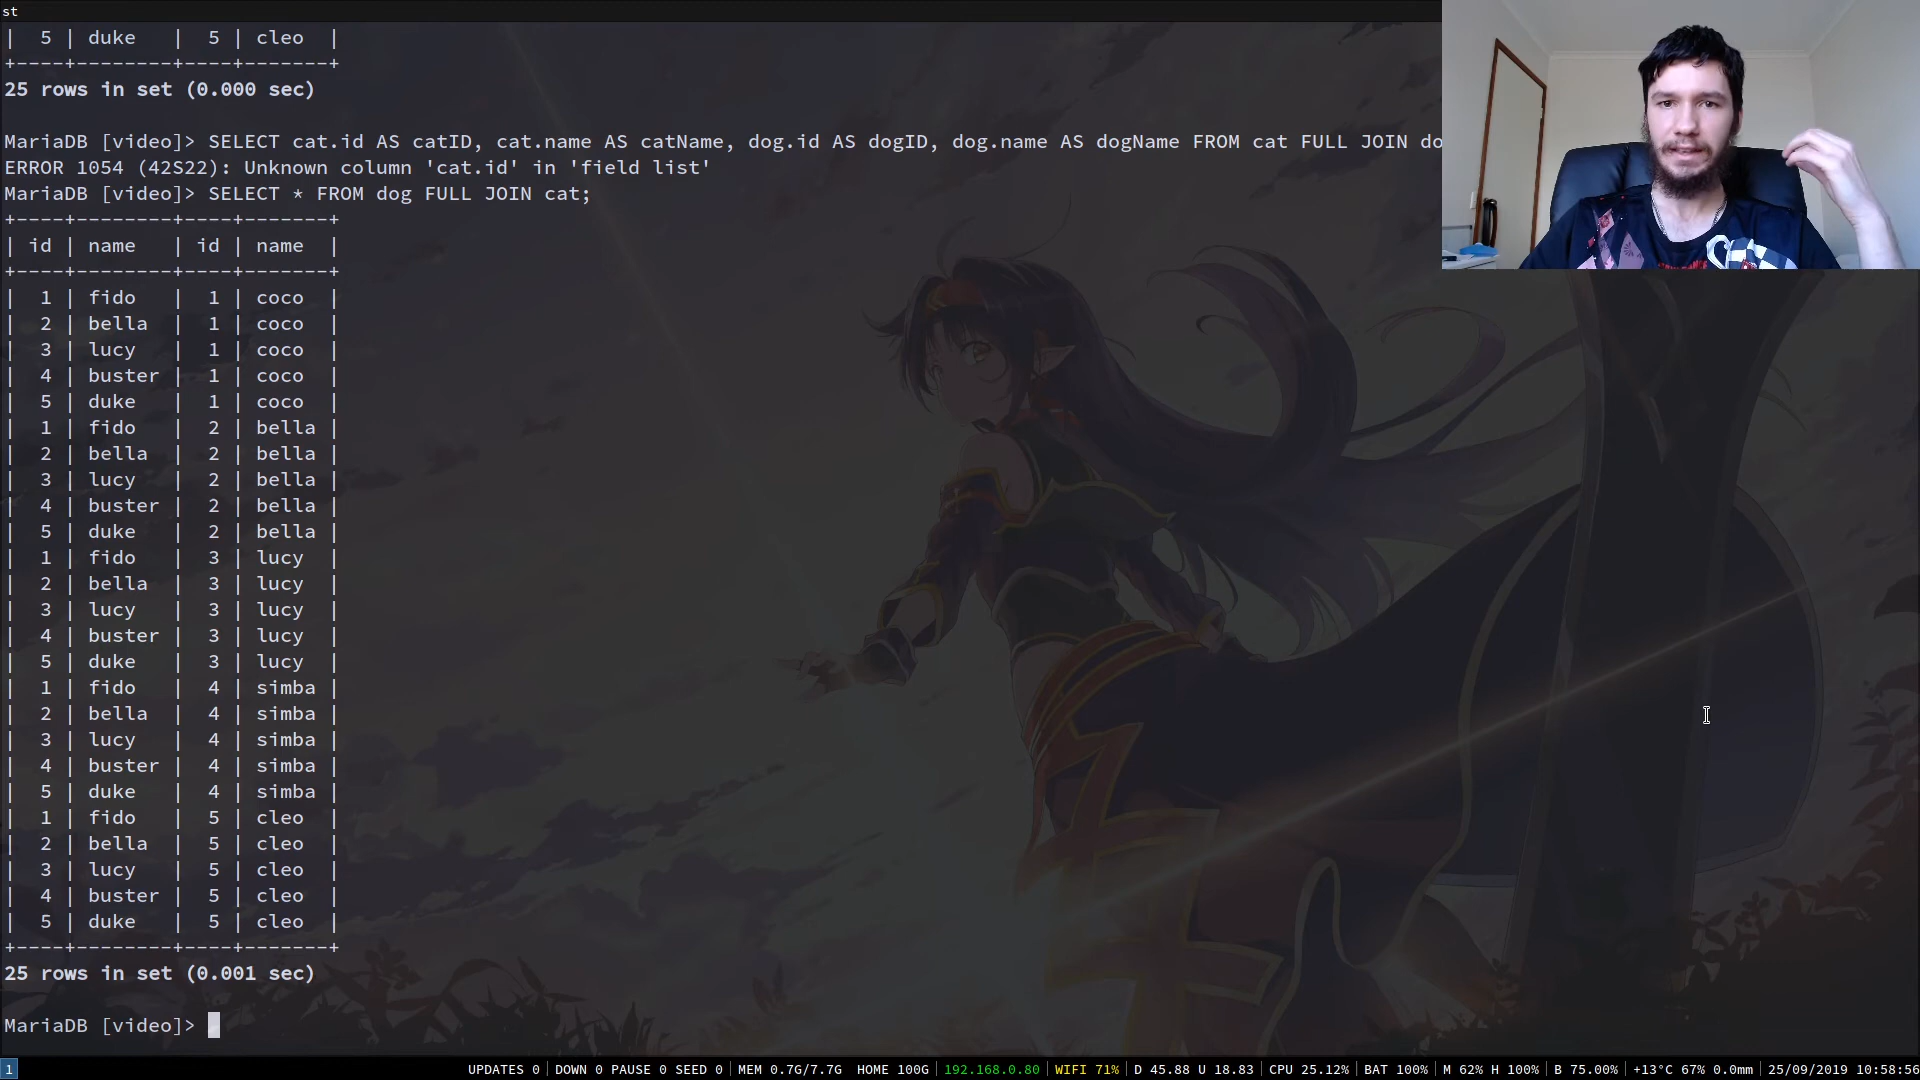 st
|  5 | duke   |  5 | cleo  |
+----+--------+----+-------+
25 rows in set (0.000 sec)
MariaDB [video]> SELECT cat.id AS catID, cat.name AS catName, dog.id AS dogID, dog.name AS dogName FROM cat FULL JOIN do
ERROR 1054 (42S22): Unknown column 'cat.id' in 'field list'
MariaDB [video]> SELECT * FROM dog FULL JOIN cat;
+----+--------+----+-------+
| id | name   | id | name  |
+----+--------+----+-------+
|  1 | fido   |  1 | coco  |
|  2 | bella  |  1 | coco  |
|  3 | lucy   |  1 | coco  |
|  4 | buster |  1 | coco  |
|  5 | duke   |  1 | coco  |
|  1 | fido   |  2 | bella |
|  2 | bella  |  2 | bella |
|  3 | lucy   |  2 | bella |
|  4 | buster |  2 | bella |
|  5 | duke   |  2 | bella |
|  1 | fido   |  3 | lucy  |
|  2 | bella  |  3 | lucy  |
|  3 | lucy   |  3 | lucy  |
|  4 | buster |  3 | lucy  |
|  5 | duke   |  3 | lucy  |
|  1 | fido   |  4 | simba |
|  2 | bella  |  4 | simba |
|  3 | lucy   |  4 | simba |
|  4 | buster |  4 | simba |
|  5 | duke   |  4 | simba |
|  1 | fido   |  5 | cleo  |
|  2 | bella  |  5 | cleo  |
|  3 | lucy   |  5 | cleo  |
|  4 | buster |  5 | cleo  |
|  5 | duke   |  5 | cleo  |
+----+--------+----+-------+
25 rows in set (0.001 sec)
MariaDB [video]>
1 UPDATES 0 | DOWN 0 PAUSE 0 SEED 0 | MEM 0.7G/7.7G HOME 100G | 192.168.0.80 | WIFI 71% | D 45.88 U 18.83 | CPU 25.12% | BAT 100% | M 62% H 100% | B 75.00% | +13°C 67% 0.0mm | 25/09/2019 10:58:56